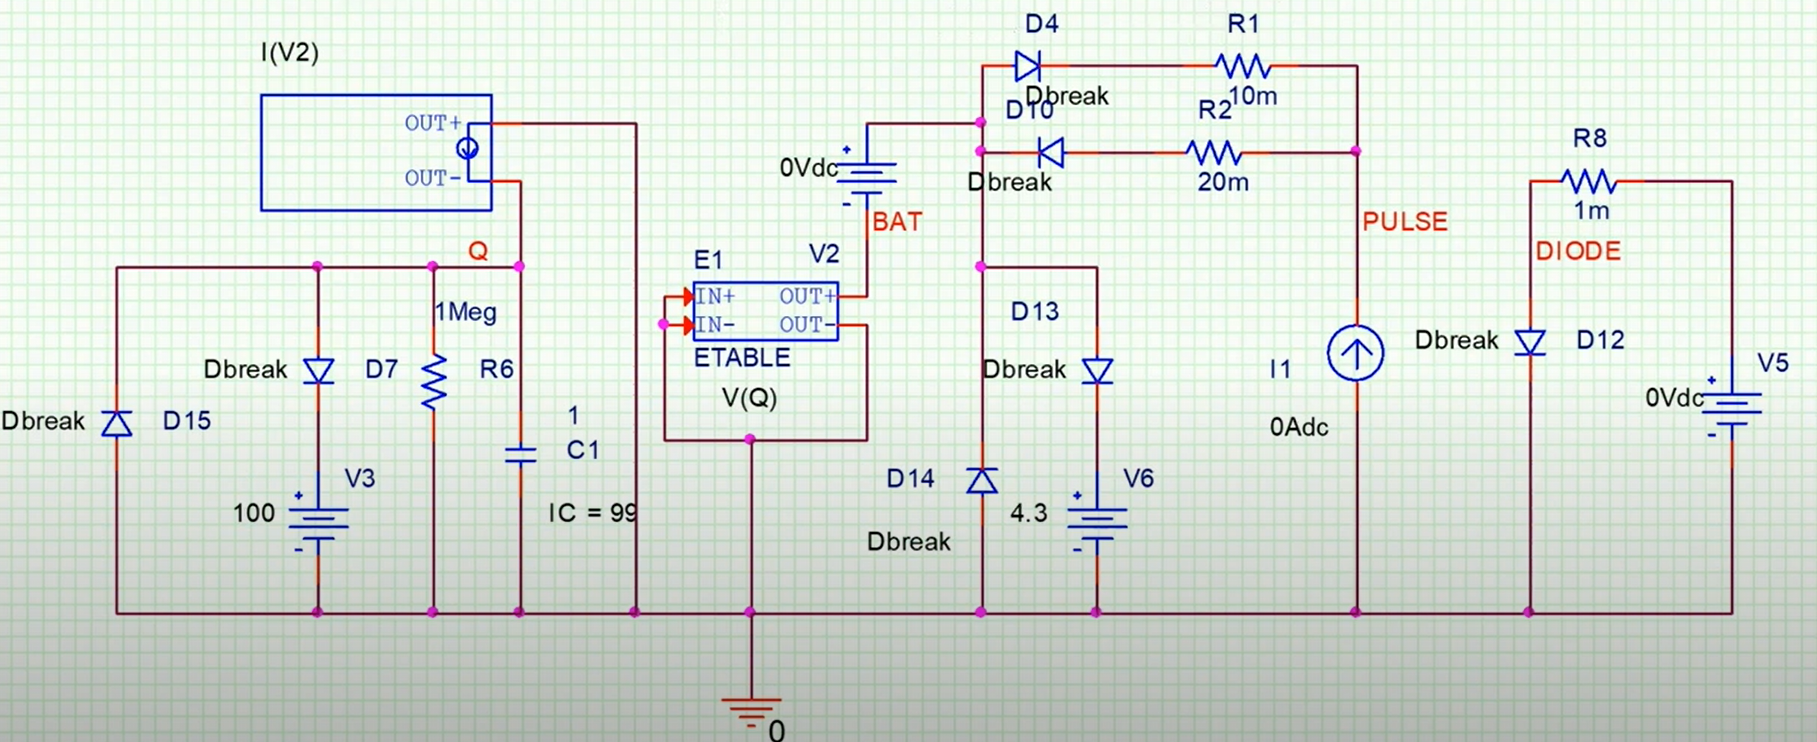 I(V2)
OUT+
OUT-
Q
1Meg
Dbreak
D7
R6
Dbreak
D15
1
C1
V3
+
100
-
IC = 99
0Vdc
+
-
BAT
E1
V2
IN+
OUT+
IN-
OUT-
ETABLE
V(Q)
0
D4
R1
Dbreak
10m
D10
R2
Dbreak
20m
PULSE
D13
Dbreak
D14
V6
+
4.3
-
Dbreak
I1
0Adc
R8
1m
DIODE
Dbreak
D12
V5
+
0Vdc
-